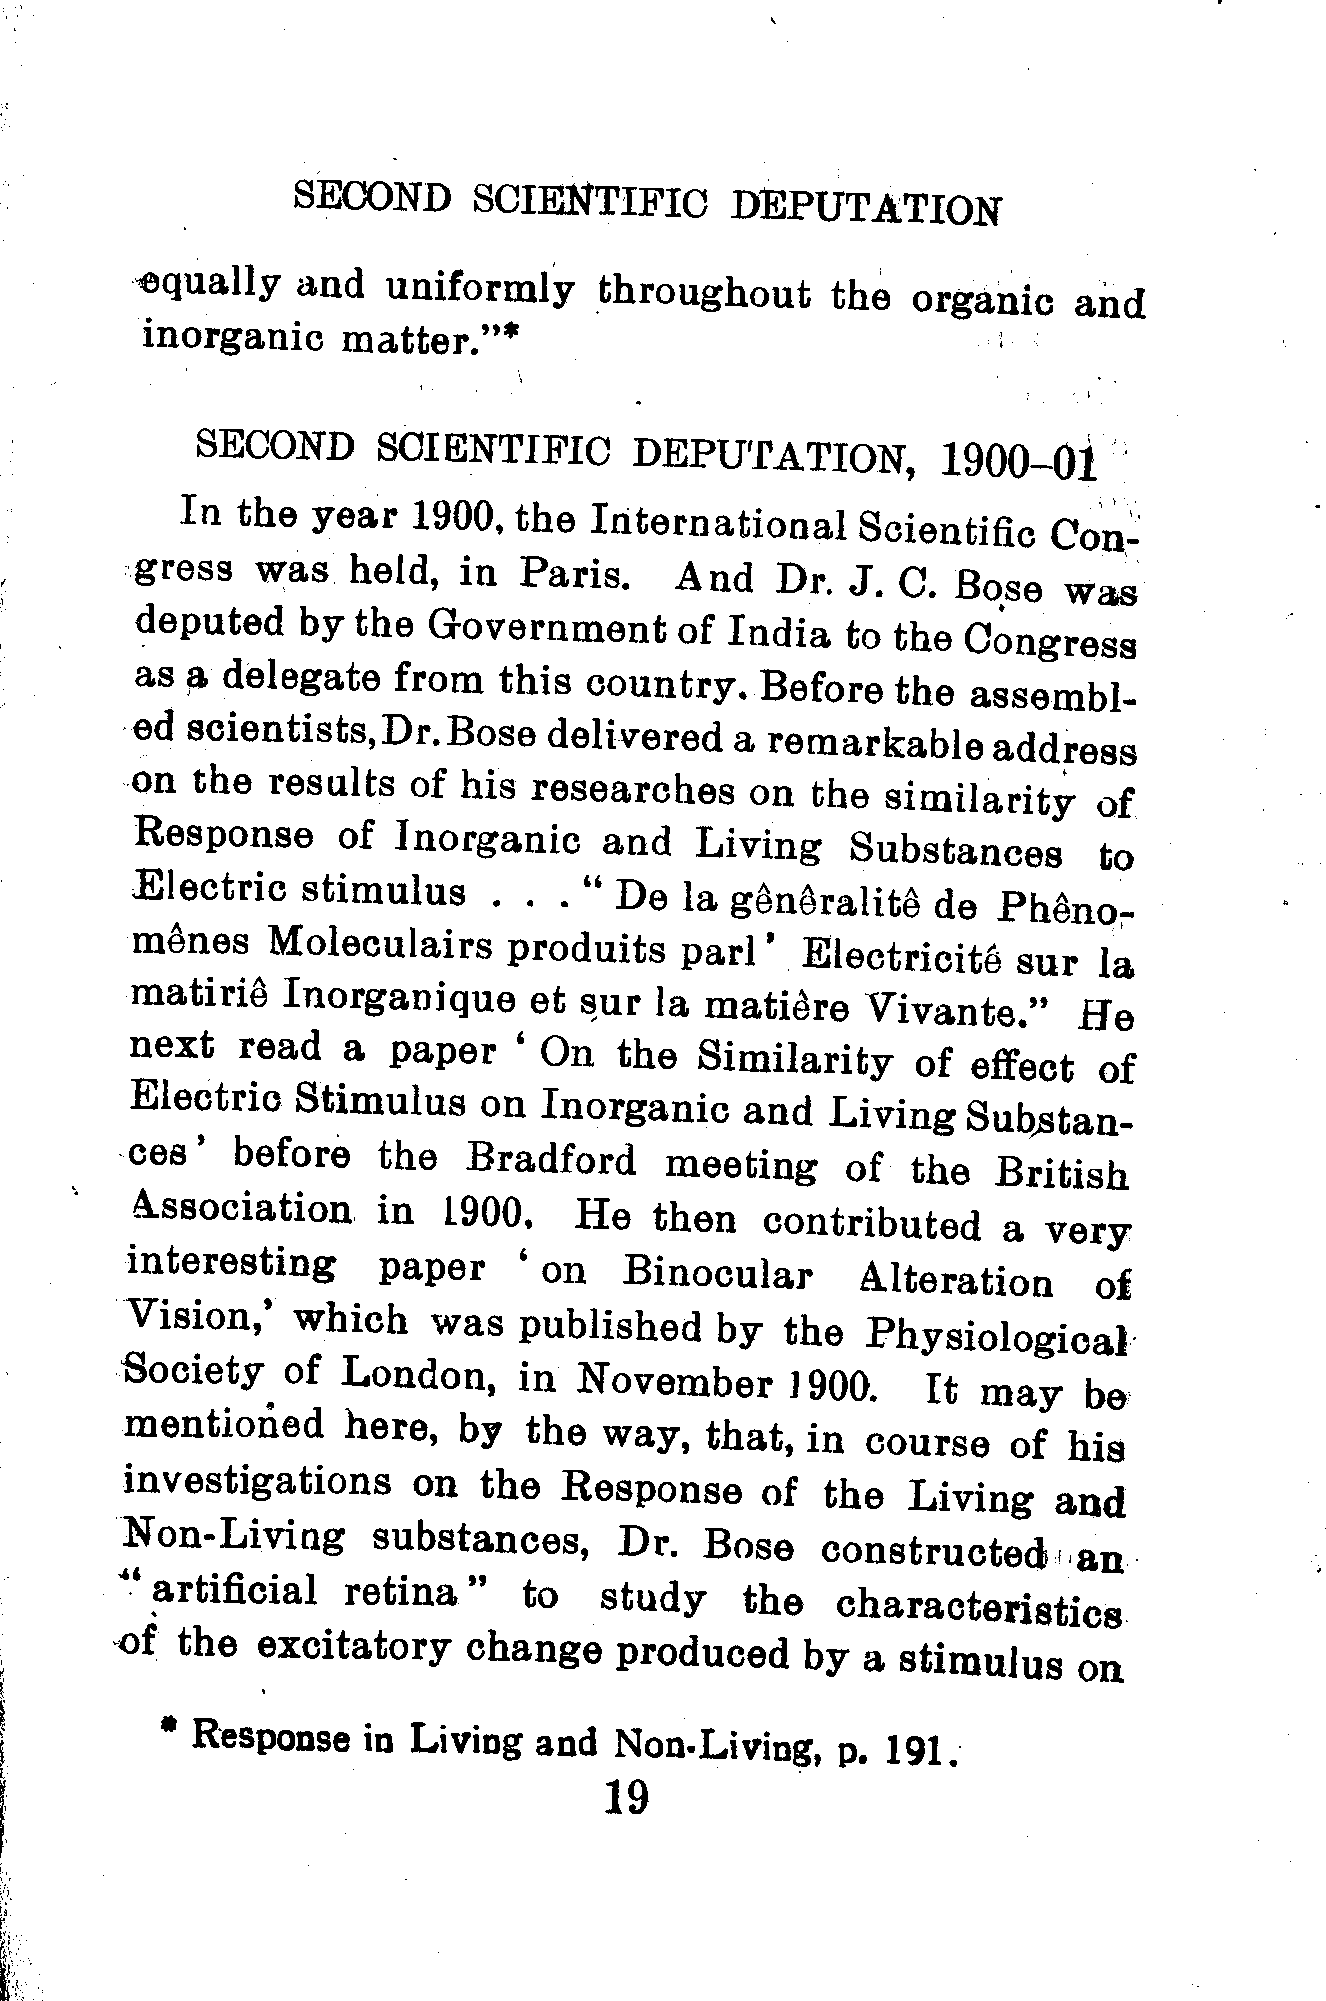 SECOND SCIENTIFIC DEPUTATION
equally and uniformly throughout the organic and
inorganic matter."*
SECOND SCIENTIFIC DEPUTATION, 1900–01
In the year 1900, the International Scientific Con-
gress was held, in Paris. And Dr. J. C. Bose was
deputed by the Government of India to the Congress
as a delegate from this country. Before the assembl-
ed scientists, Dr. Bose delivered a remarkable address
on the results of his researches on the similarity of
Response of Inorganic and Living Substances to
Electric stimulus . . . " De la gênêralitê de Phêno-
mênes Moleculairs produits parl' Electricité sur la
matiriê Inorganique et sur la matière Vivante." He
next read a paper ' On the Similarity of effect of
Electric Stimulus on Inorganic and Living Substan-
ces' before the Bradford meeting of the British
Association in 1900. He then contributed a very
interesting paper ' on Binocular Alteration of
Vision,' which was published by the Physiological
Society of London, in November 1900. It may be
mentioned here, by the way, that, in course of his
investigations on the Response of the Living and
Non-Living substances, Dr. Bose constructed an
" artificial retina " to study the characteristics
of the excitatory change produced by a stimulus on
* Response in Living and Non-Living, p. 191.
19